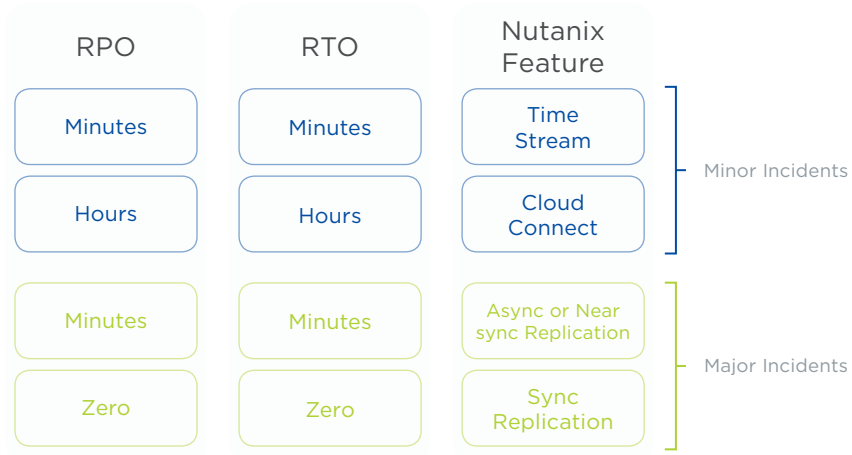 RPO
RTO
Nutanix
Feature
Minutes
Minutes
Time
Stream
Hours
Hours
Cloud
Connect
Minor Incidents
Minutes
Minutes
Async or Near
sync Replication
Zero
Zero
Sync
Replication
Major Incidents